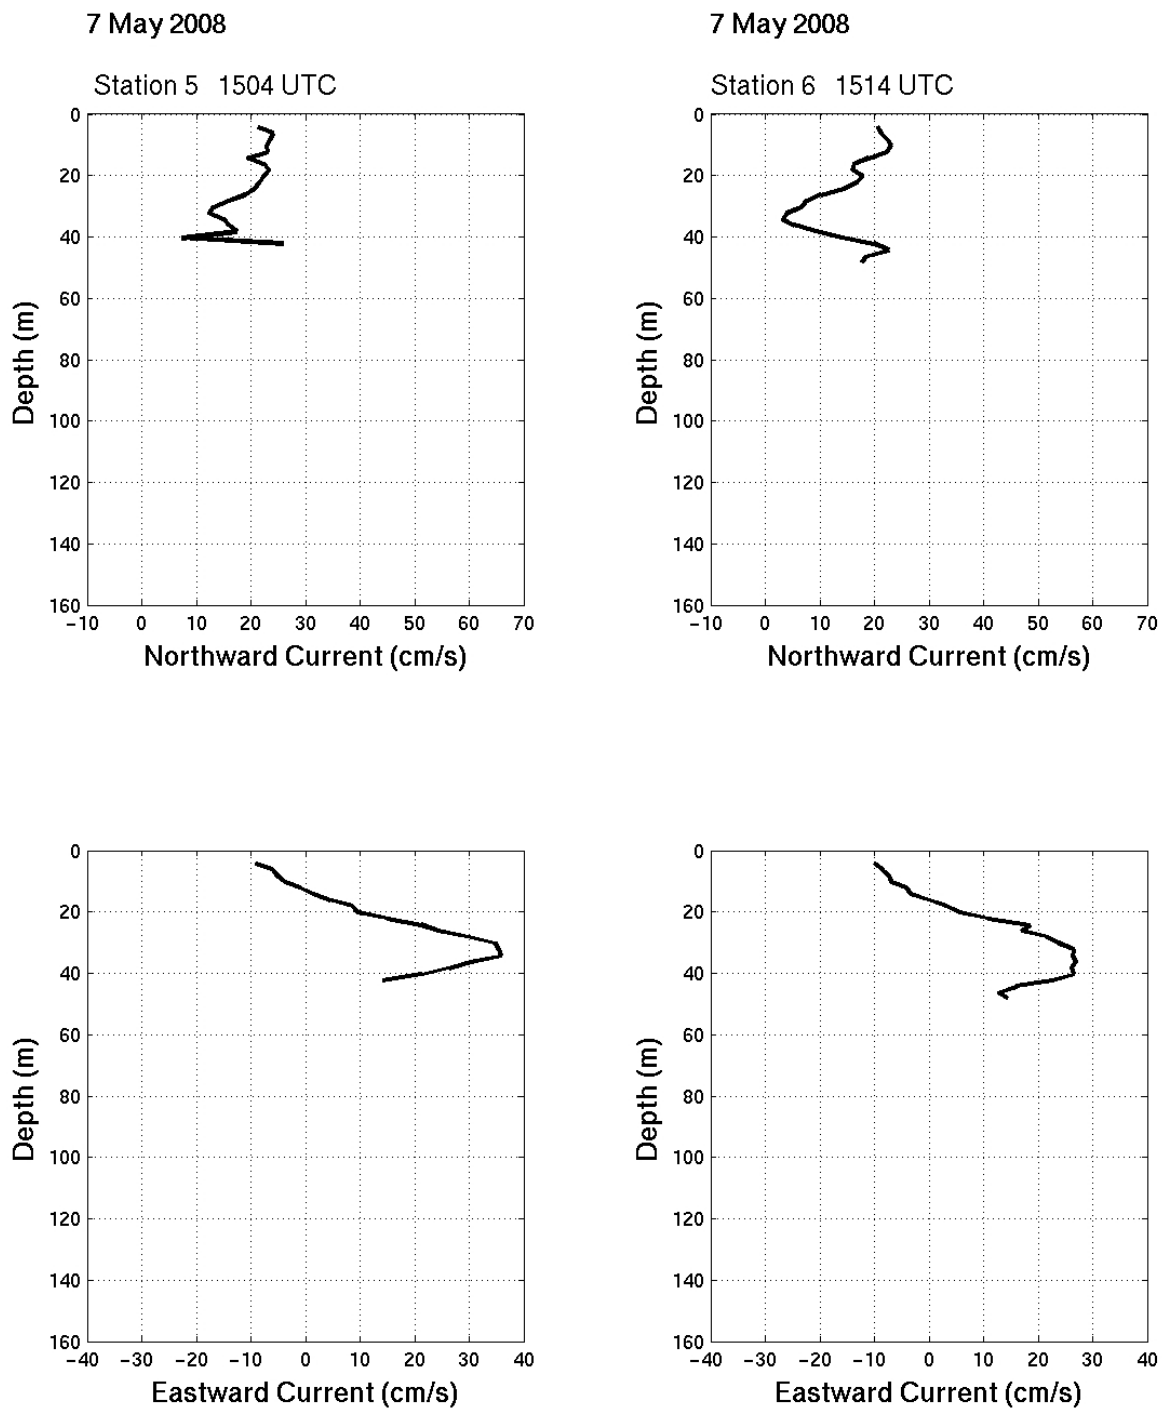 7 May 2008
7 May 2008
Station 5 1504 UTC
Station 6 1514 UTC
0
20
40
60
80
100
120
140
160
Depth (m)
−10 0 10 20 30 40 50 60 70
Northward Current (cm/s)
0
20
40
60
80
100
120
140
160
Depth (m)
−10 0 10 20 30 40 50 60 70
Northward Current (cm/s)
0
20
40
60
80
100
120
140
160
Depth (m)
−40 −30 −20 −10 0 10 20 30 40
Eastward Current (cm/s)
0
20
40
60
80
100
120
140
160
Depth (m)
−40 −30 −20 −10 0 10 20 30 40
Eastward Current (cm/s)